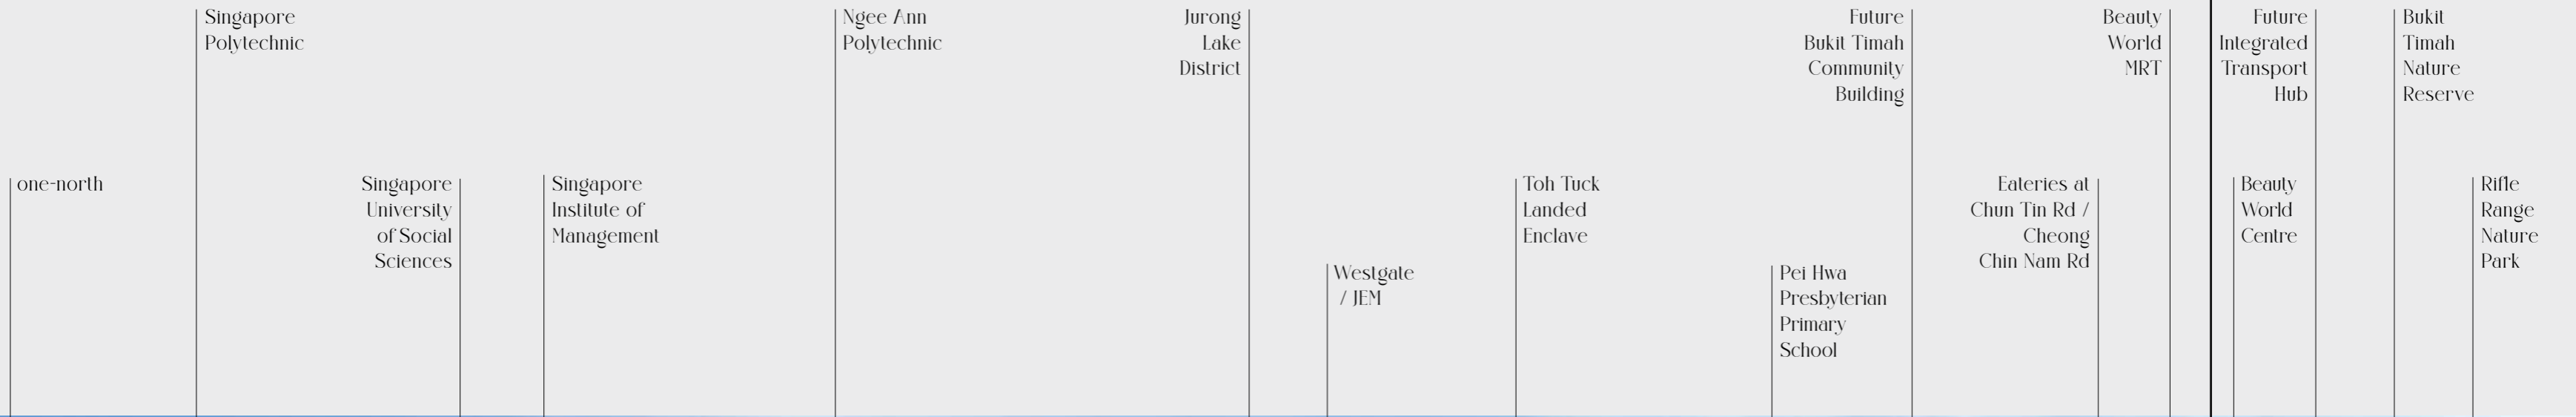 one-north
Singapore
Polytechnic
Singapore
University
of Social
Sciences
Singapore
Institute of
Management
Ngee Ann
Polytechnic
Jurong
Lake
District
Westgate
/ JEM
Toh Tuck
Landed
Enclave
Pei Hwa
Presbyterian
Primary
School
Future
Bukit Timah
Community
Building
Eateries at
Chun Tin Rd /
Cheong
Chin Nam Rd
Beauty
World
MRT
Beauty
World
Centre
Future
Integrated
Transport
Hub
Bukit
Timah
Nature
Reserve
Rifle
Range
Nature
Park